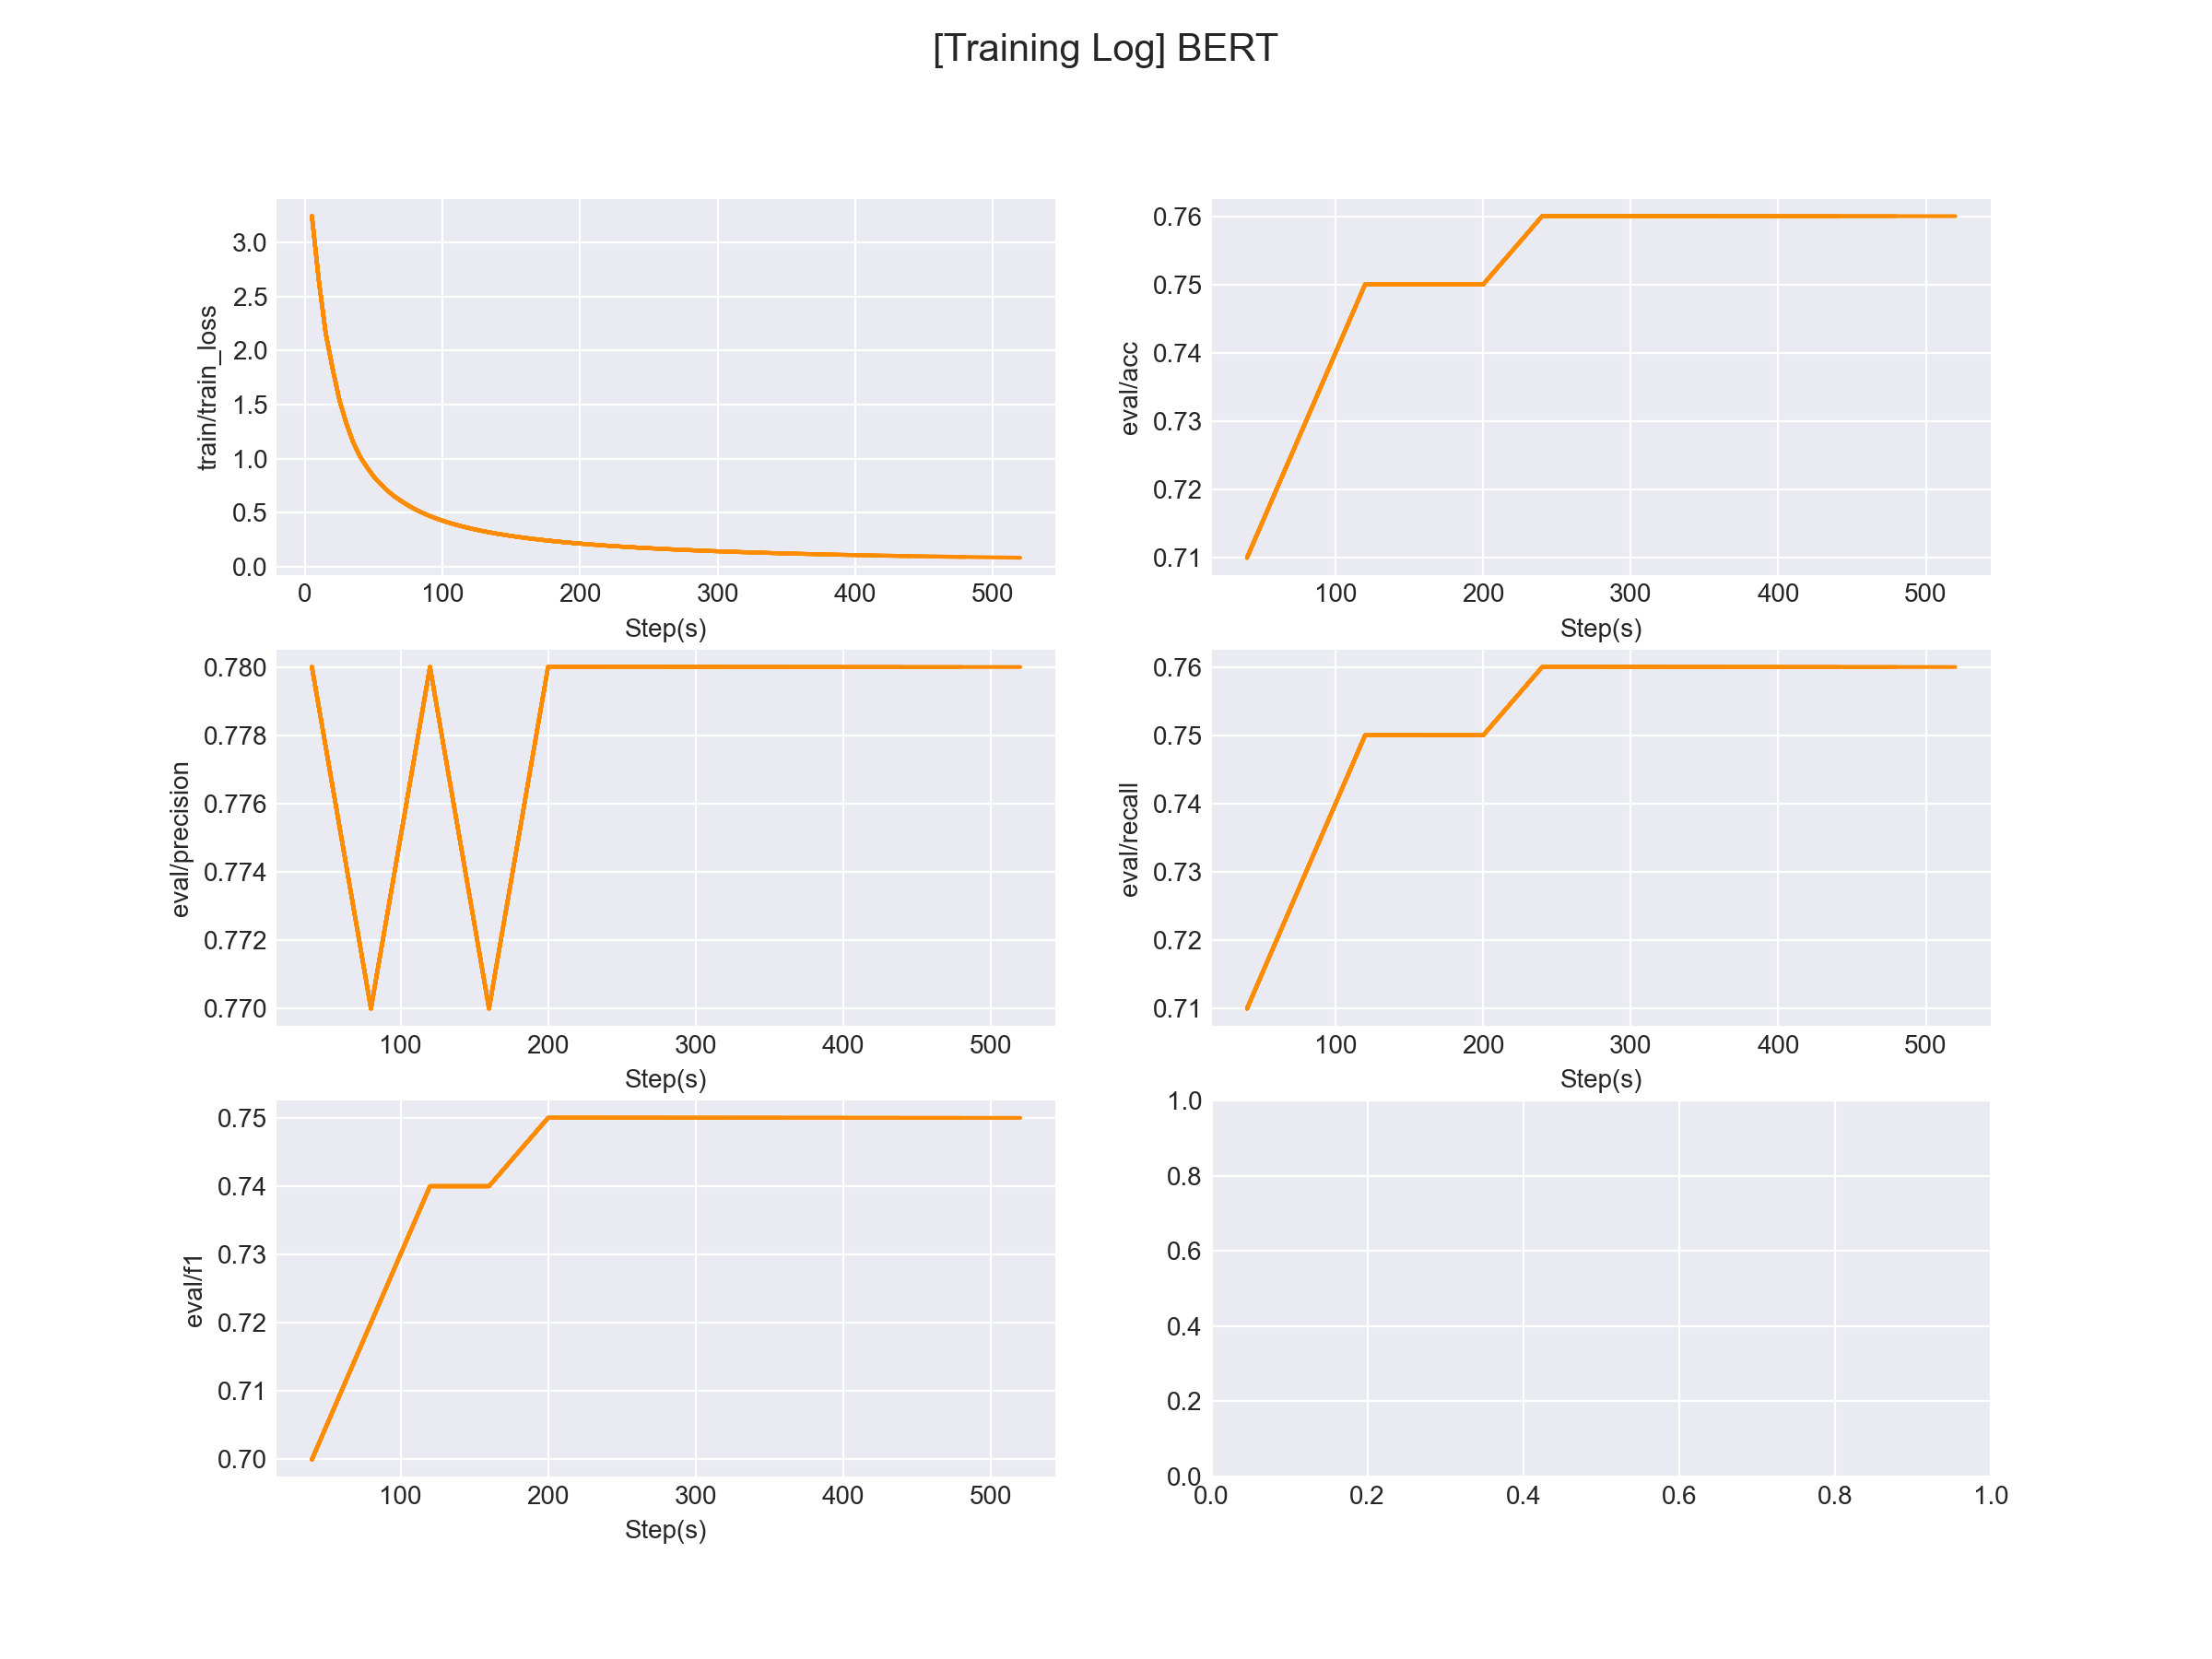 [Training Log] BERT
train/train_loss
3.0
2.5
2.0
1.5
1.0
0.5
0.0
0 100 200 300 400 500
Step(s)
eval/acc
0.76
0.75
0.74
0.73
0.72
0.71
100 200 300 400 500
Step(s)
eval/precision
0.780
0.778
0.776
0.774
0.772
0.770
100 200 300 400 500
Step(s)
eval/recall
0.76
0.75
0.74
0.73
0.72
0.71
100 200 300 400 500
Step(s)
eval/f1
0.75
0.74
0.73
0.72
0.71
0.70
100 200 300 400 500
Step(s)
1.0
0.8
0.6
0.4
0.2
0.0
0.0 0.2 0.4 0.6 0.8 1.0